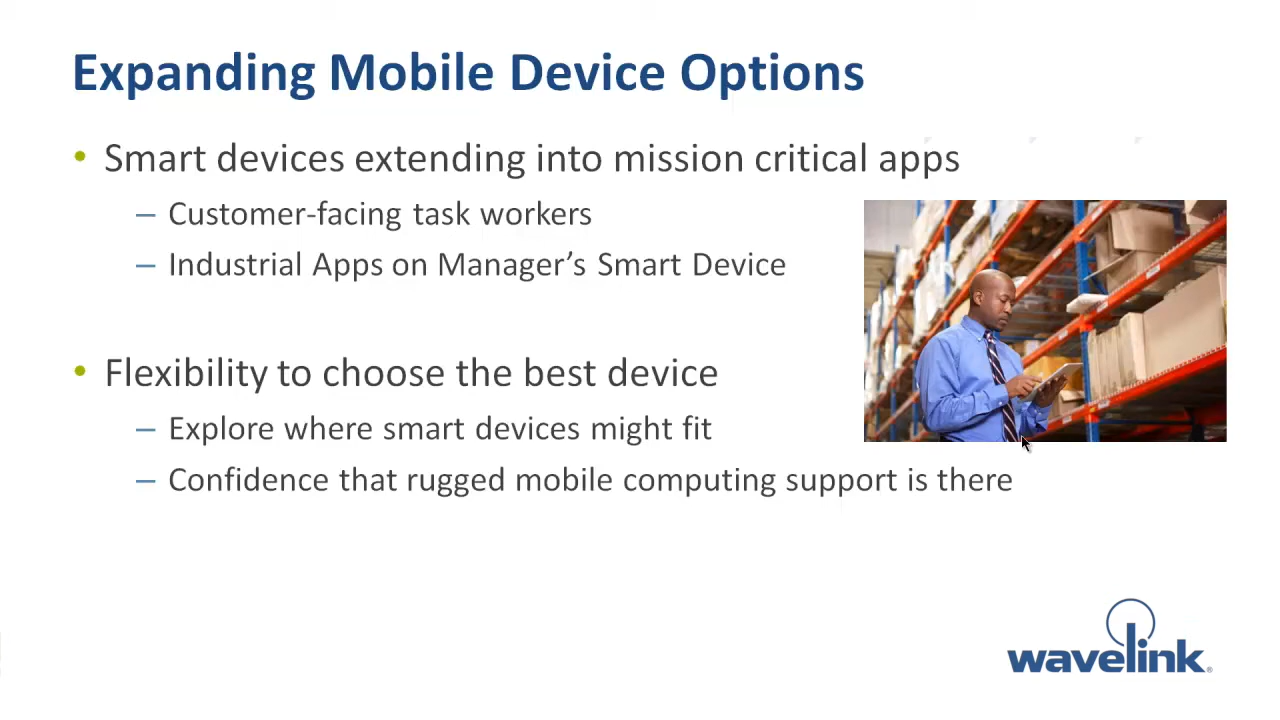 Expanding Mobile Device Options
• Smart devices extending into mission critical apps
– Customer-facing task workers
– Industrial Apps on Manager’s Smart Device
• Flexibility to choose the best device
– Explore where smart devices might fit
– Confidence that rugged mobile computing support is there
wavelink®